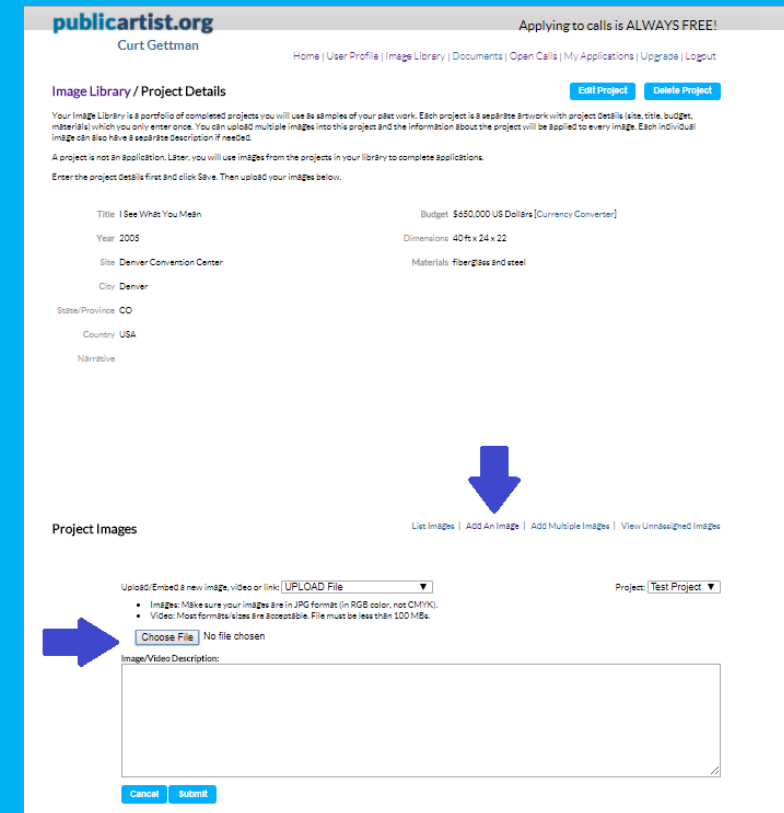 publicartist.org
Applying to calls is ALWAYS FREE!
Curt Gettman
Home | User Profile | Image Library | Documents | Open Calls | My Applications | Upgrade | Logout
Image Library / Project Details
Edit Project
Delete Project
Your Image Library is a portfolio of completed projects you will use as samples of your past work. Each project is a separate artwork with project details (site, title, budget,
materials) which you only enter once. You can upload multiple images into this project and the information about the project will be applied to every image. Each individual
image can also have a separate description if needed.
A project is not an application. Later, you will use images from the projects in your library to complete applications.
Enter the project details first and click Save. Then upload your images below.
Title I See What You Mean
Budget $650,000 US Dollars [Currency Converter]
Year 2005
Dimensions 40 ft x 24 x 22
Site Denver Convention Center
Materials fiberglass and steel
City Denver
State/Province CO
Country USA
Narrative
Project Images
List Images | Add An Image | Add Multiple Images | View Unnassigned Images
Upload/Embed a new image, video or link: UPLOAD File
Project: Test Project
• Images: Make sure your images are in JPG format (in RGB color, not CMYK).
• Video: Most formats/sizes are acceptable. File must be less than 100 MBs.
Choose File No file chosen
Image/Video Description:
Cancel
Submit